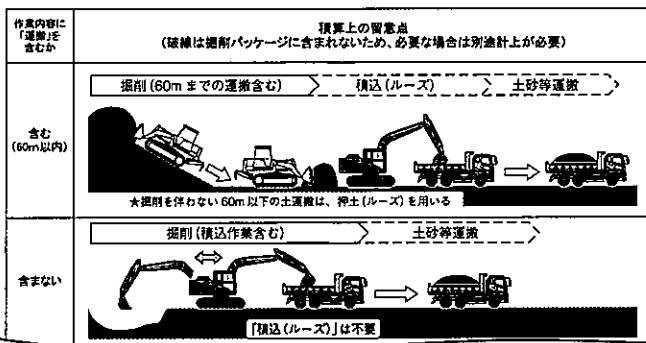 作業内容に
「運搬」を
含むか
積算上の留意点
(破線は掘削パッケージに含まれないため、必要な場合は別途計上が必要)
含む
(60m以内)
掘削(60mまでの運搬含む)
積込(ルーズ)
土砂等運搬
★掘削を伴わない60m以下の土運搬は、押土(ルーズ)を用いる
含まない
掘削(積込作業含む)
土砂等運搬
「積込(ルーズ)」は不要